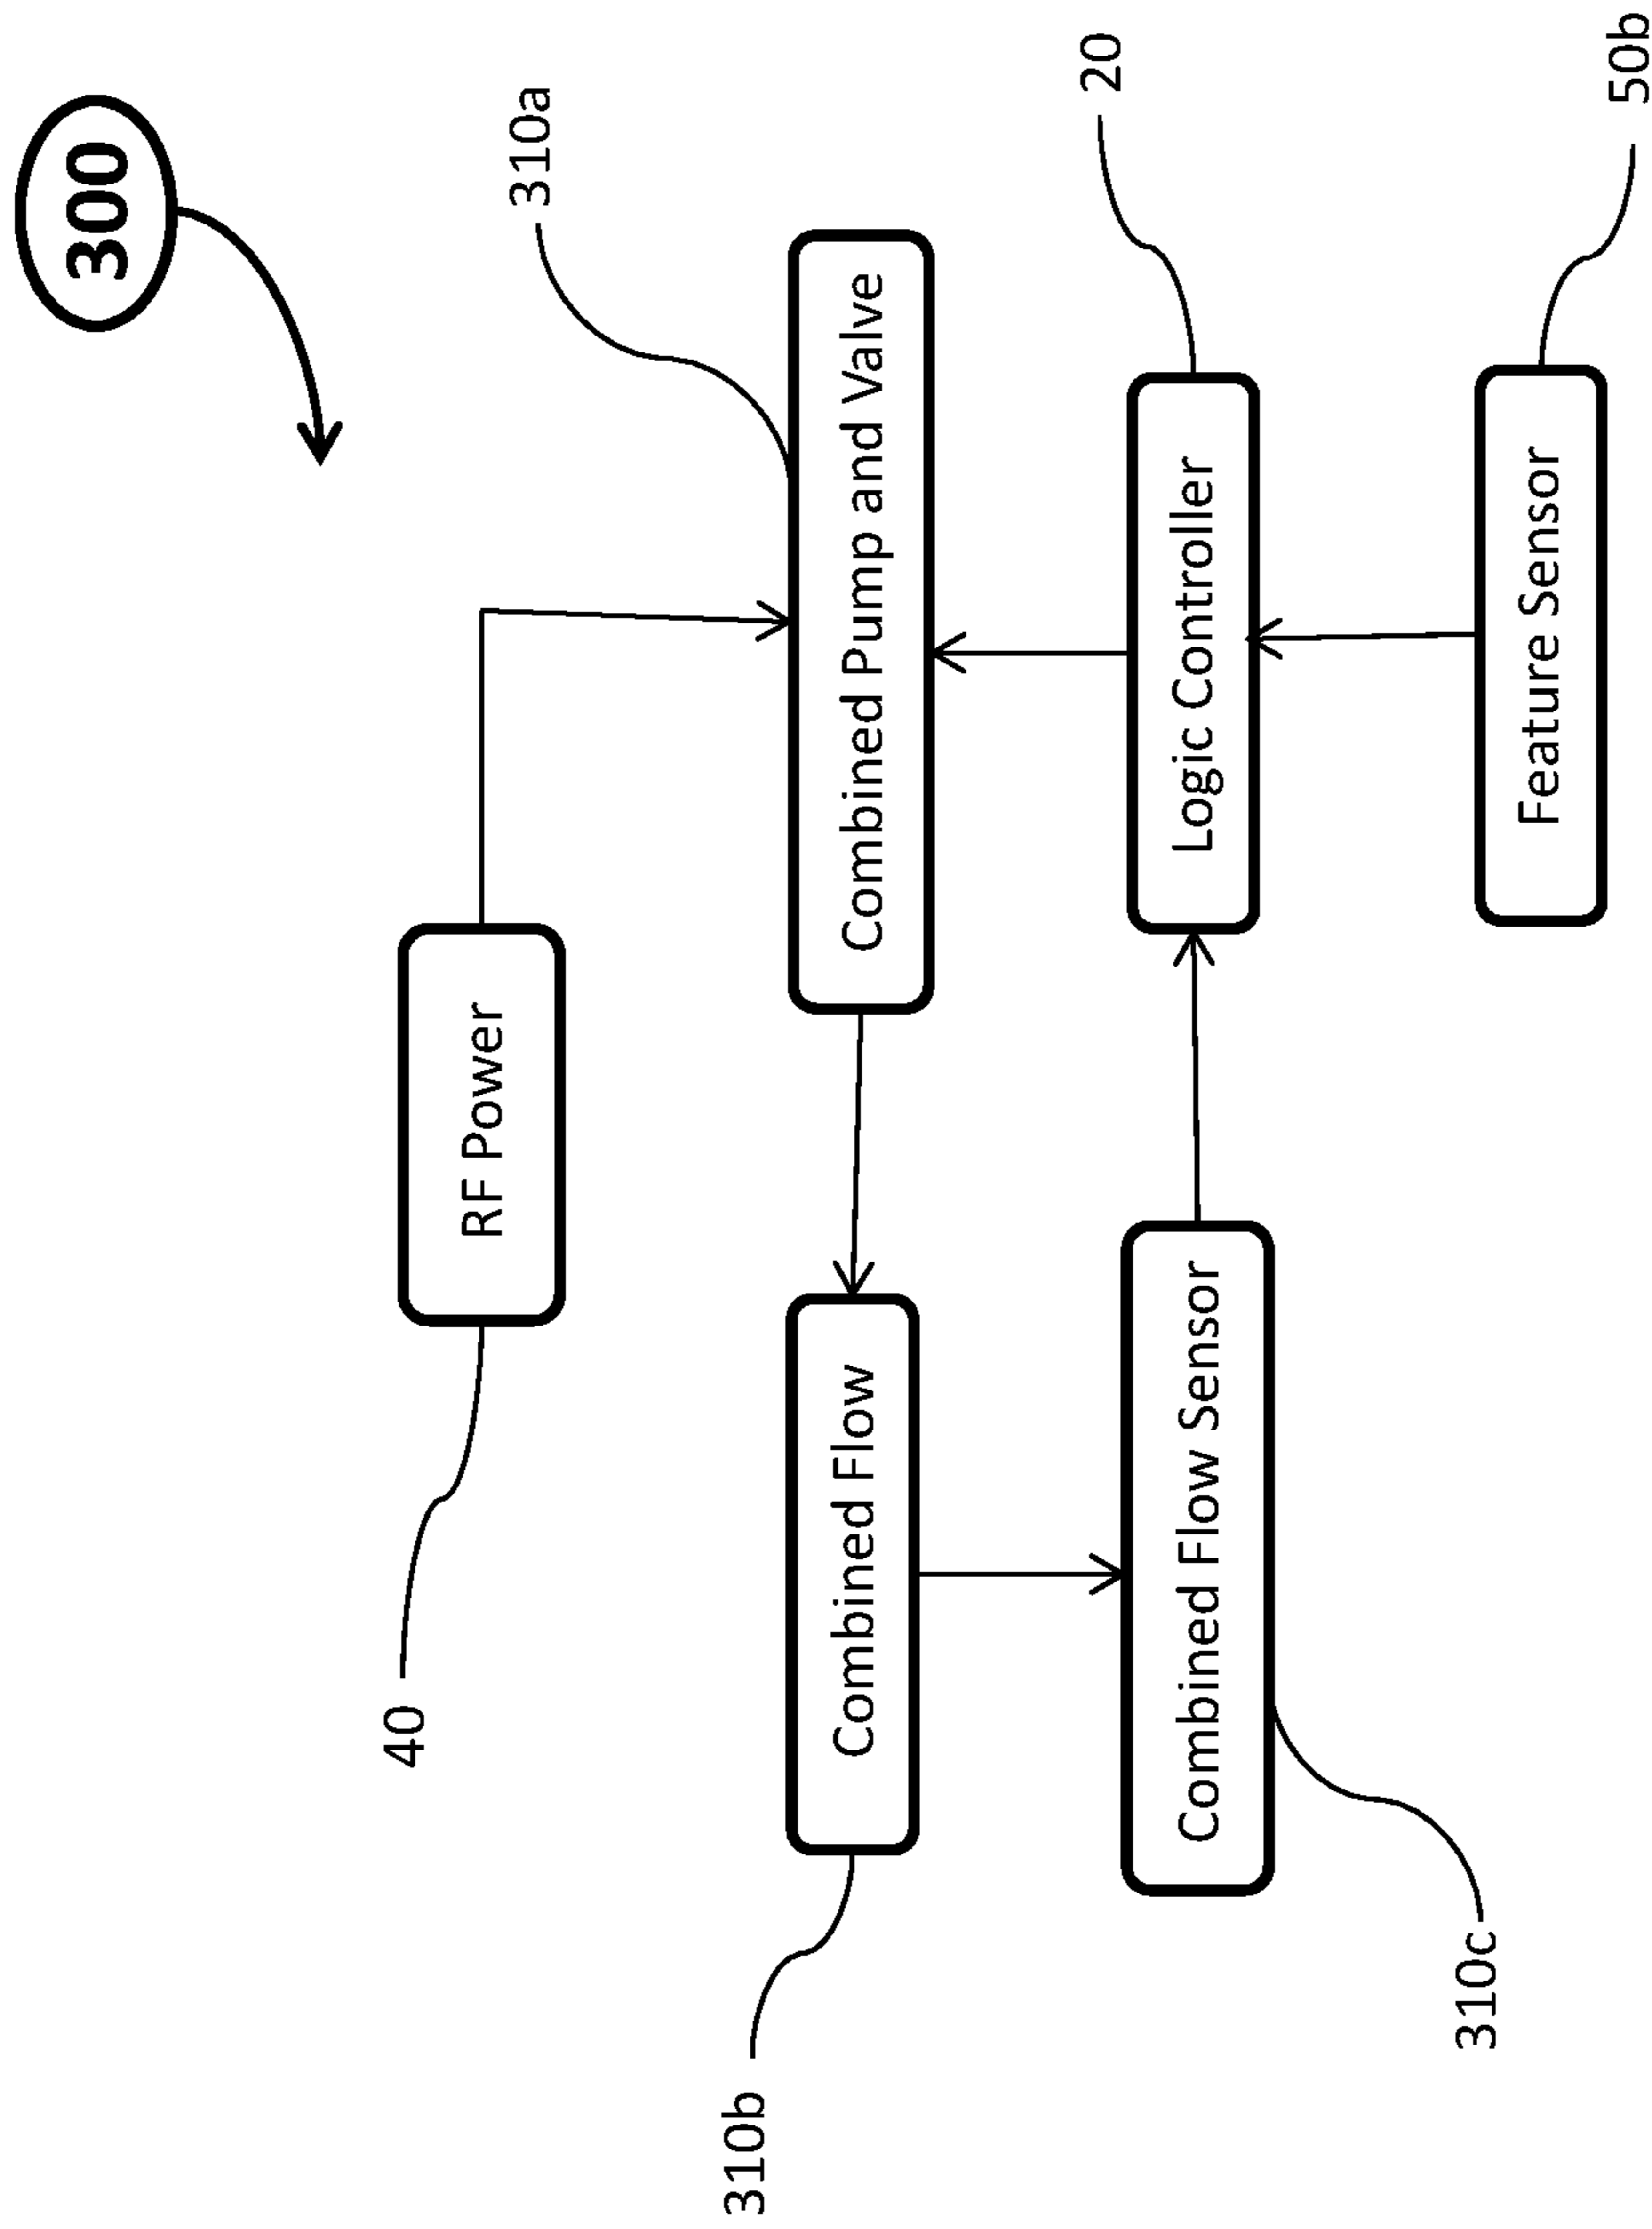 300
40
RF Power
310a
310b
Combined Flow
Combined Pump and Valve
20
Combined Flow Sensor
Logic Controller
310c
Feature Sensor
50b